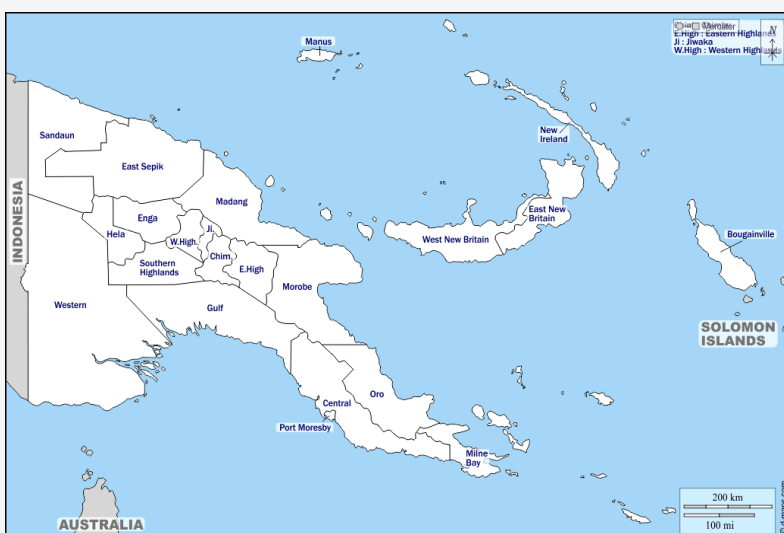 Manus
Mercator
N
E.High : Eastern Highlands
Ji : Jiwaka
W.High : Western Highlands
Sandaun
New
Ireland
East Sepik
Madang
INDONESIA
Enga
East New
Britain
Hela
Ji.
W.High.
West New Britain
Bougainville
Chim.
Southern
Highlands
E.High
Morobe
Western
Gulf
SOLOMON
ISLANDS
Oro
Central
Port Moresby
Milne
Bay
200 km
100 mi
AUSTRALIA